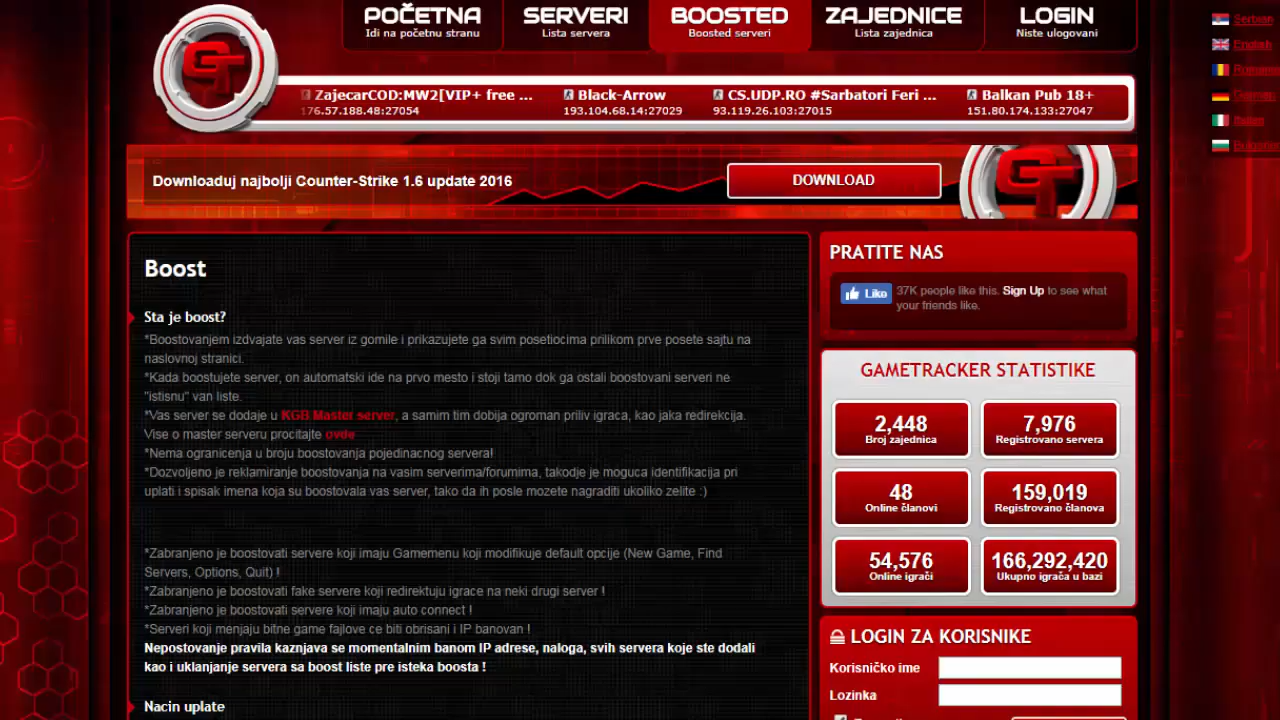 POČETNA
Idi na početnu stranu
SERVERI
Lista servera
BOOSTED
Boosted serveri
ZAJEDNICE
Lista zajednica
LOGIN
Niste ulogovani
Serbian
English
GT
ZajecarCOD:MW2[VIP+ free ...
176.57.188.48:27054
Black-Arrow
193.104.68.14:27029
CS.UDP.RO #Sarbatori Feri ...
93.119.26.103:27015
Balkan Pub 18+
151.80.174.133:27047
Downloaduj najbolji Counter-Strike 1.6 update 2016
DOWNLOAD
GT
Boost
Sta je boost?
*Boostovanjem izdvajate vas server iz gomile i prikazujete ga svim posetiocima prilikom prve posete sajtu na
naslovnoj stranici.
*Kada boostujete server, on automatski ide na prvo mesto i stoji tamo dok ga ostali boostovani serveri ne
"istisnu" van liste.
*Vas server se dodaje u KGB Master server, a samim tim dobija ogroman priliv igraca, kao jaka redirekcija.
Vise o master serveru procitajte ovde
*Nema ogranicenja u broju boostovanja pojedinacnog servera!
*Dozvoljeno je reklamiranje boostovanja na vasim serverima/forumima, takodje je moguca identifikacija pri
uplati i spisak imena koja su boostovala vas server, tako da ih posle mozete nagraditi ukoliko zelite :)
*Zabranjeno je boostovati servere koji imaju Gamemenu koji modifikuje default opcije (New Game, Find
Servers, Options, Quit) !
*Zabranjeno je boostovati fake servere koji redirektuju igrace na neki drugi server !
*Zabranjeno je boostovati servere koji imaju auto connect !
*Serveri koji menjaju bitne game fajlove ce biti obrisani i IP banovan !
Nepostovanje pravila kaznjava se momentalnim banom IP adrese, naloga, svih servera koje ste dodali
kao i uklanjanje servera sa boost liste pre isteka boosta !
Nacin uplate
PRATITE NAS
Like
37K people like this. Sign Up to see what
your friends like.
GAMETRACKER STATISTIKE
2,448
Broj zajednica
7,976
Registrovano servera
48
Online članovi
159,019
Registrovano članova
54,576
Online igrači
166,292,420
Ukupno igrača u bazi
LOGIN ZA KORISNIKE
Korisničko ime
Lozinka